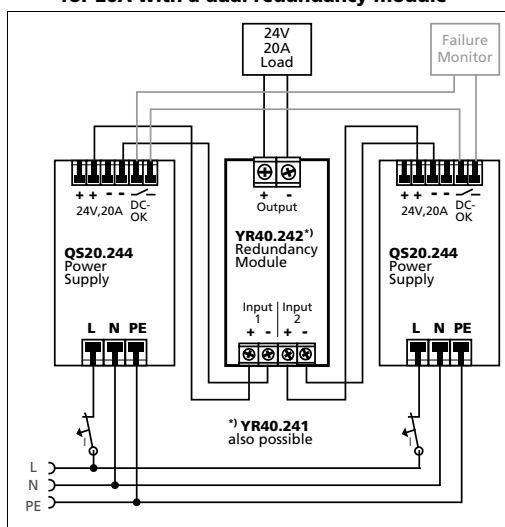 for 20A with a dual redundancy module
24V
20A
Load
Failure
Monitor
+ + - -
24V,20A
DC-
OK
QS20.244
Power
Supply
L N PE
+ -
Output
YR40.242*)
Redundancy
Module
Input
1
Input
2
+ - + -
+ + - -
24V,20A
DC-
OK
QS20.244
Power
Supply
L N PE
*) YR40.241
also possible
I
I
L
N
PE